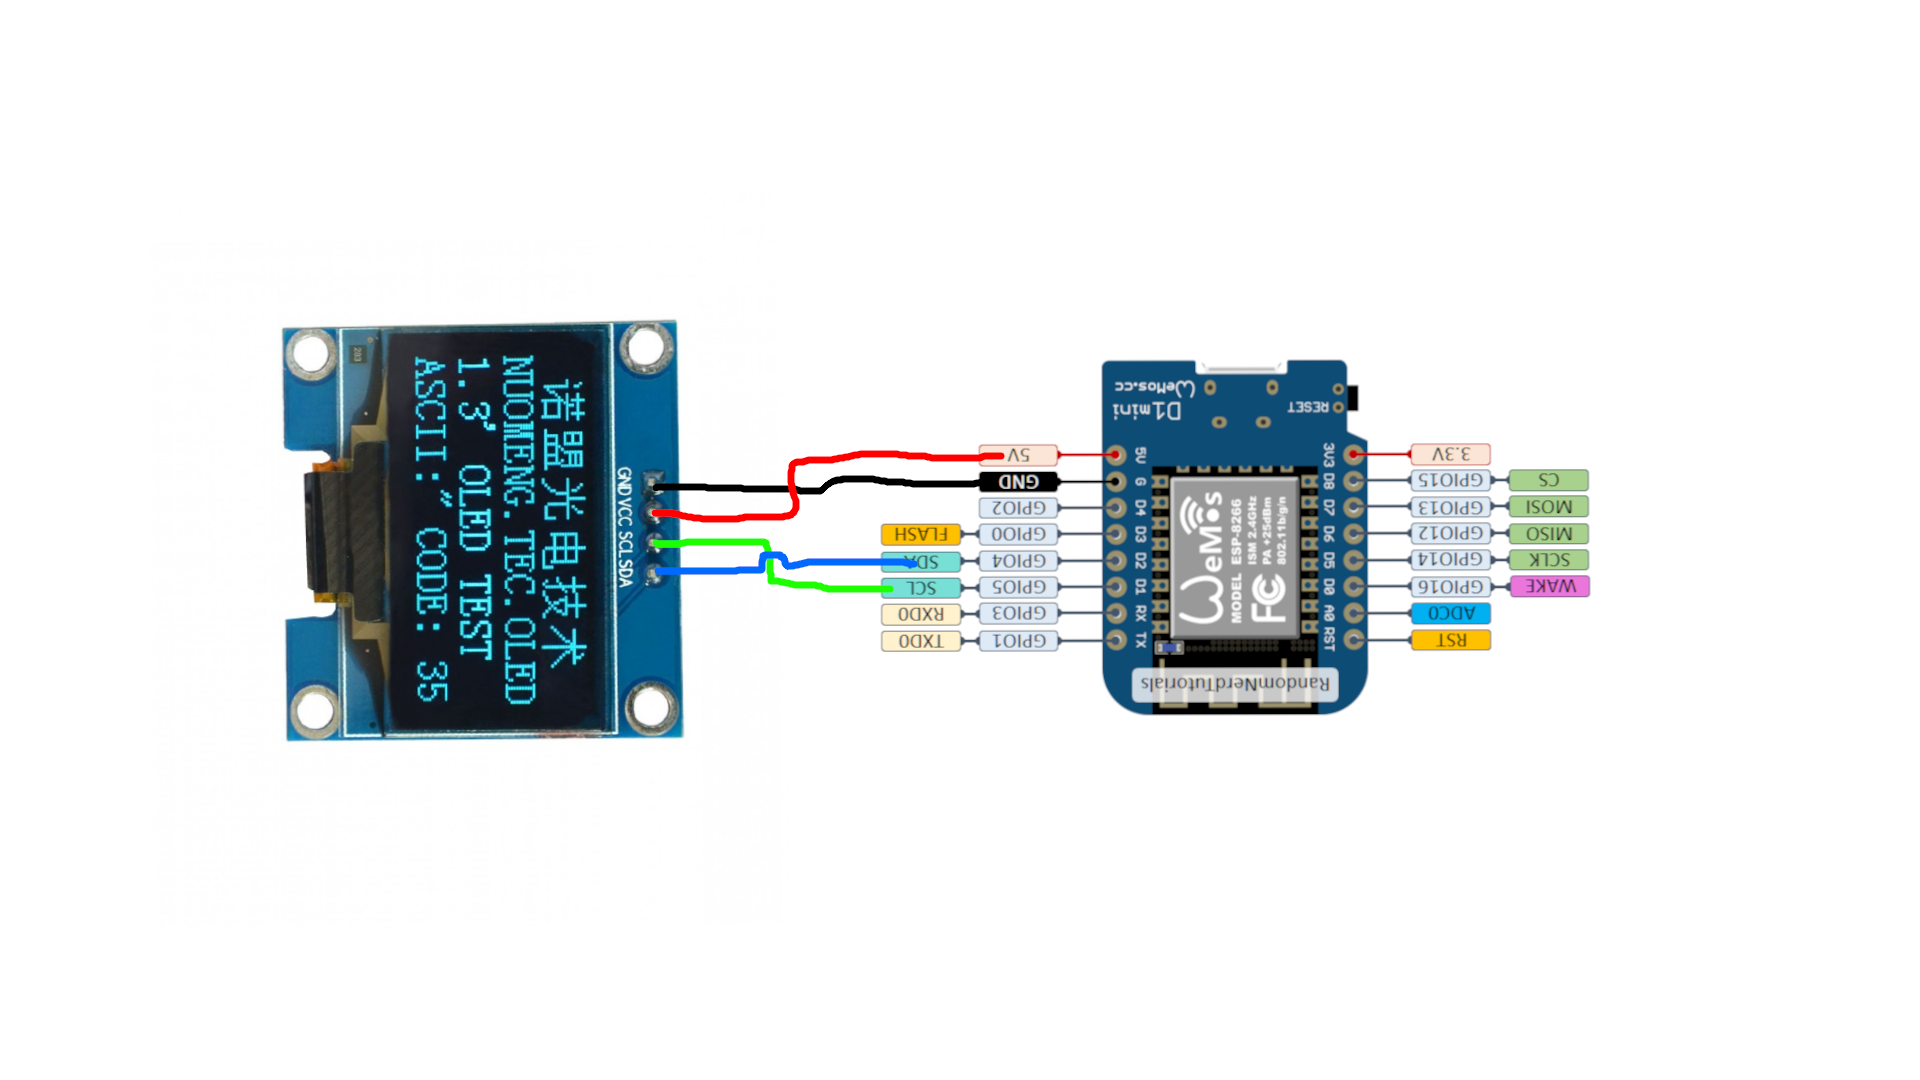 诺盟光电技术
NUOMENG.TEC.OLED
1.3" OLED TEST
ASCII:" CODE: 35
GND VCC SCL SDA
5V
GND
GPIO2
FLASH GPIO0
SDA GPIO4
SCL GPIO5
RXD0 GPIO3
TXD0 GPIO1
WeMos.cc
D1mini
RESET
5V
G
D4
D3
D2
D1
RX
TX
WeMos
MODEL ESP-8266
ISM 2.4GHz
PA +25dBm
802.11b/g/n
FC
3V3
D8
D7
D6
D5
D0
A0
RST
3.3V
GPIO15 CS
GPIO13 MOSI
GPIO12 MISO
GPIO14 SCLK
GPIO16 WAKE
ADC0
RST
RandomNerdTutorials